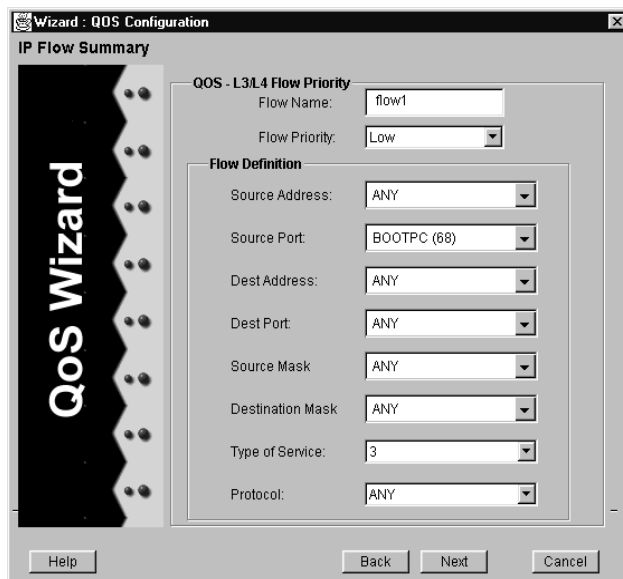 Wizard : QOS Configuration
IP Flow Summary
QoS Wizard
QOS - L3/L4 Flow Priority
Flow Name: flow1
Flow Priority: Low
Flow Definition
Source Address: ANY
Source Port: BOOTPC (68)
Dest Address: ANY
Dest Port: ANY
Source Mask ANY
Destination Mask ANY
Type of Service: 3
Protocol: ANY
Help Back Next Cancel